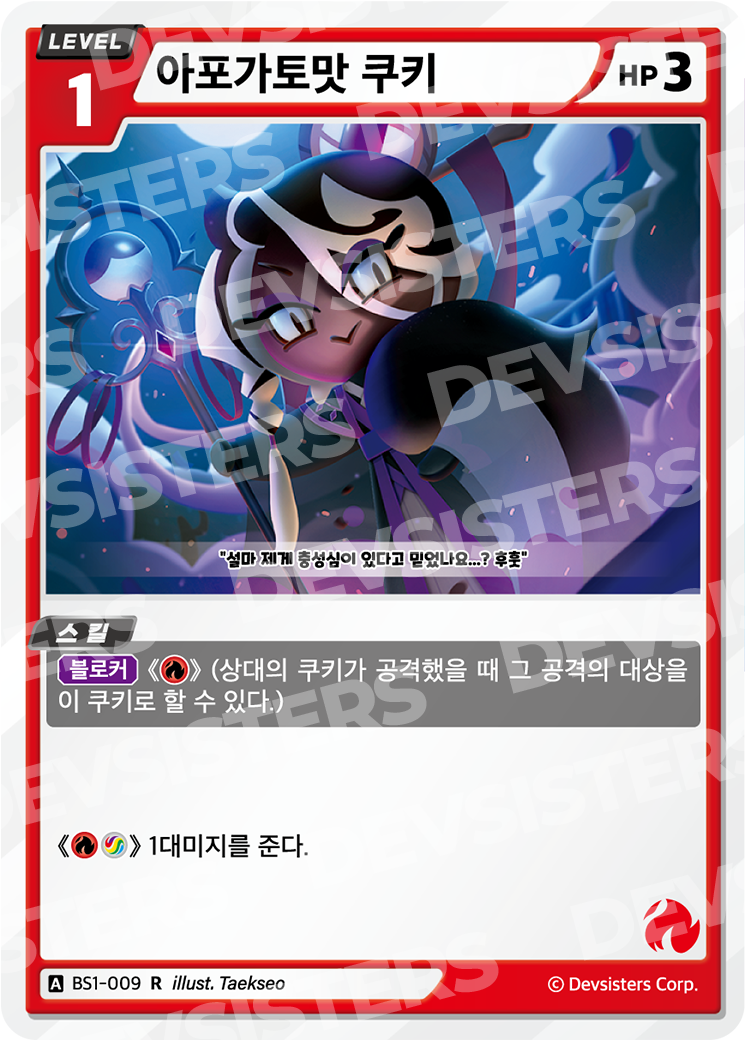 LEVEL
1
아포가토맛 쿠키
HP 3
"설마 제게 충성심이 있다고 믿었나요...? 후훗"
스킬
블로커 《 》 (상대의 쿠키가 공격했을 때 그 공격의 대상을
이 쿠키로 할 수 있다.)
《 》 1대미지를 준다.
A BS1-009 R illust. Taekseo
© Devsisters Corp.
DEVSISTERS